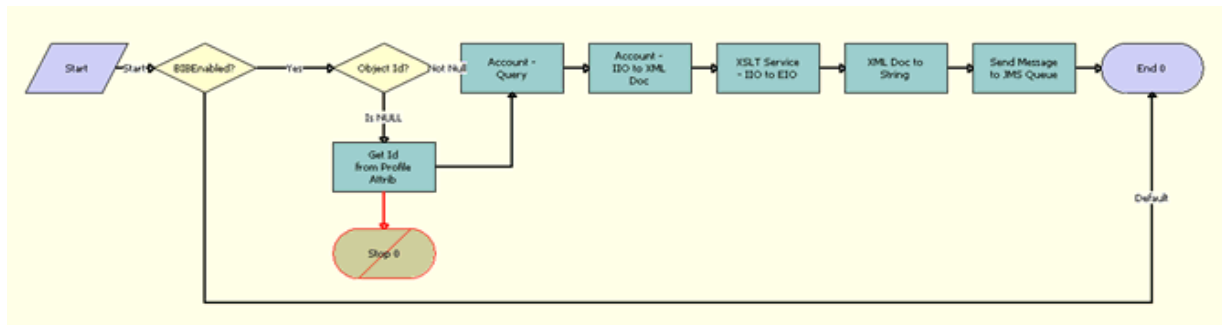 Start
Start
BIBEnabled?
Yes
Object Id?
Not Null
Account -
Query
Account -
IIO to XML
Doc
XSLT Service
- IIO to EIO
XML Doc to
String
Send Message
to JMS Queue
End 0
Is NULL
Get Id
from Profile
Attrib
Default
Stop 0